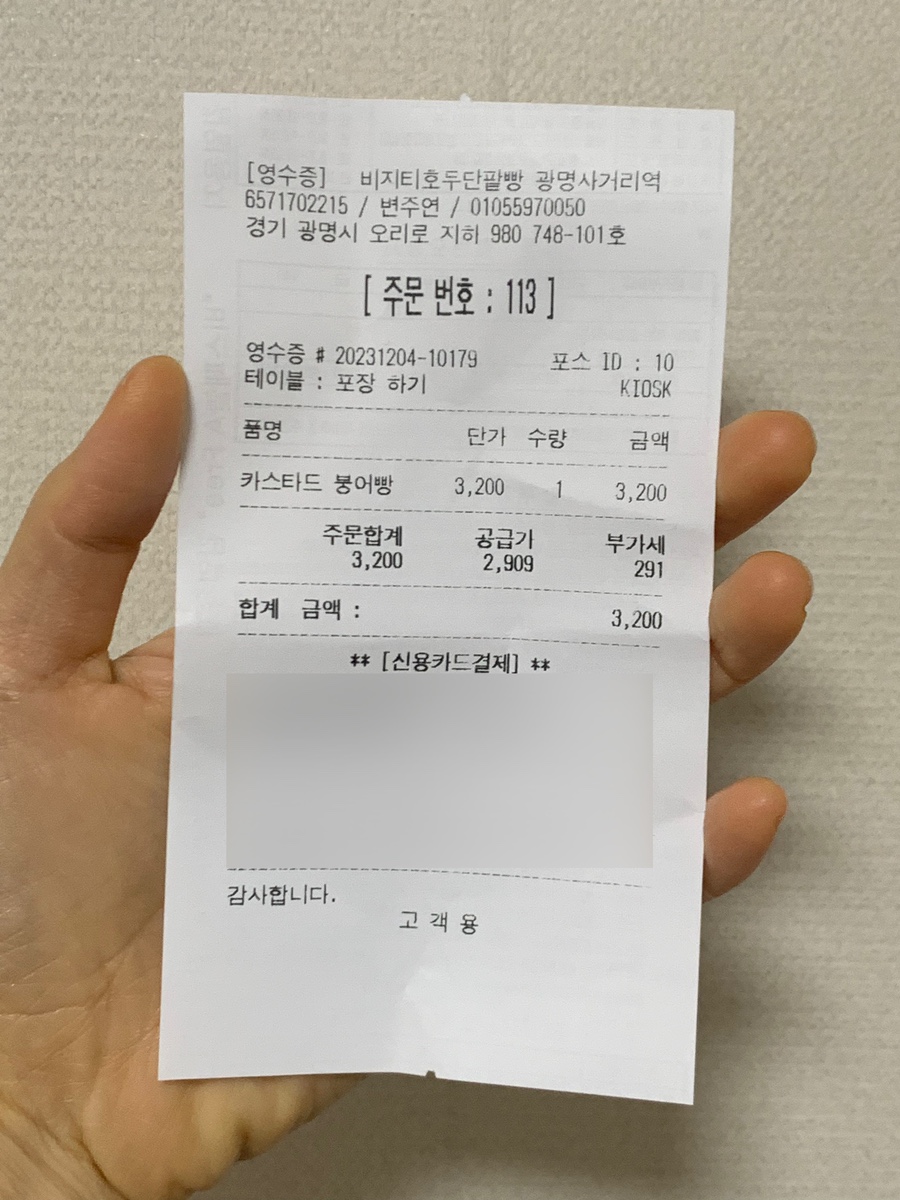 [영수증] 비지티호두단팥빵 광명사거리역
6571702215 / 변주연 / 01055970050
경기 광명시 오리로 지하 980 748-101호
[ 주문 번호 : 113 ]
영수증 # 20231204-10179 포스 ID : 10
테이블 : 포장 하기 KIOSK
품명 단가 수량 금액
카스타드 붕어빵 3,200 1 3,200
주문합계 공급가 부가세
3,200 2,909 291
합계 금액 : 3,200
** [신용카드결제] **
감사합니다.
고 객 용